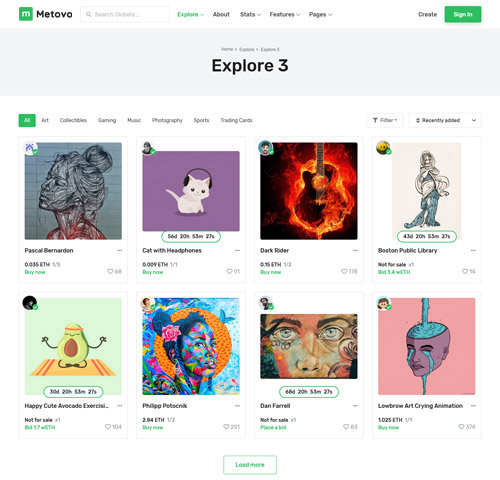 m Metova
Search Globely...
Explore About Stats Features Pages
Create Sign In
Home Explore Explore 3
Explore 3
All Art Collectibles Gaming Music Photography Sports Trading Cards
Filter Recently added
56d 20h 53m 27s 43d 20h 53m 27s
Pascal Bernardon Cat with Headphones Dark Rider Boston Public Library
0.035 ETH 1/5 0.009 ETH 1/1 0.15 ETH 1/2 Not for sale x1
Buy now 68 Buy now 91 Buy now 178 Bid 3.4 wETH 14
30d 20h 53m 27s 68d 20h 53m 27s
Happy Cute Avocado Exercisi... Philipp Potocnik Dan Farrell Lowbrow Art Crying Animation
Not for sale x1 2.84 ETH 1/2 Not for sale x1 1.025 ETH 1/1
Bid 1.7 wETH 104 Buy now 251 Place a bid 83 Buy now 374
Load more